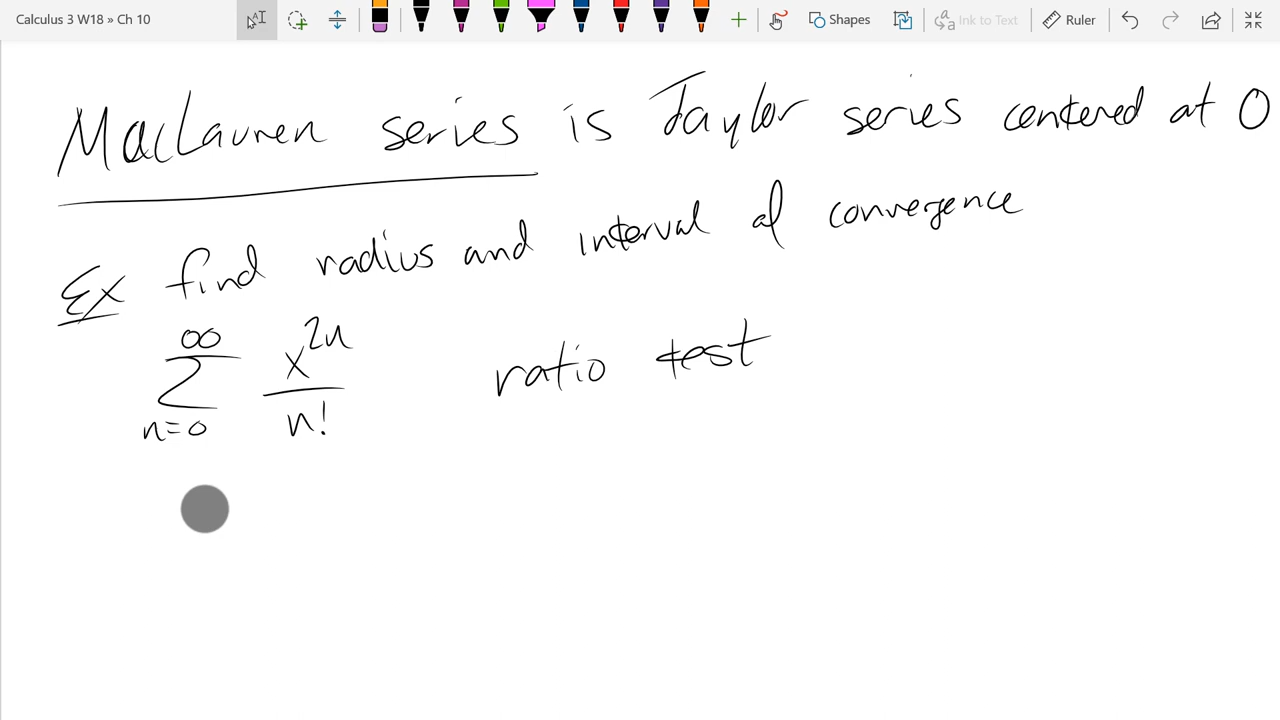 Calculus 3 W18 » Ch 10 Shapes Ink to Text Ruler
MacLauren series is Taylor series centered at 0
Ex find radius and interval of convergence
∞ x^2n
Σ ― ratio test
n=0 n!